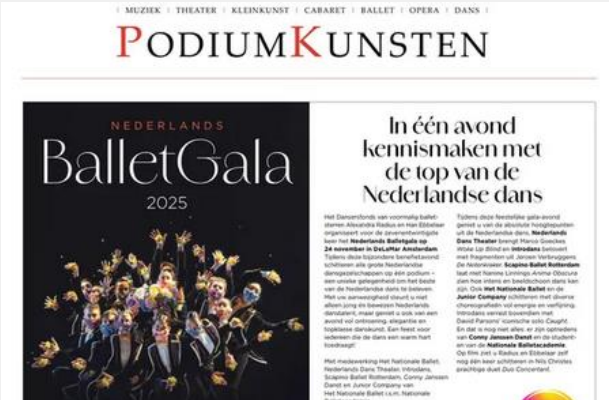 MUZIEK | THEATER | KLEINKUNST | CABARET | BALLET | OPERA | DANS
PODIUMKUNSTEN
NEDERLANDS
BalletGala
2025
In één avond
kennismaken met
de top van de
Nederlandse dans
Het Danserfonds van voormalig ballet-
sterren Alexandra Radius en Han Ebbelaar
organiseert voor de zevenentwintigste
keer het Nederlands Balletgala op
24 november in DeLaMar Amsterdam.
Tijdens deze bijzondere benefietavond
schitteren alle grote Nederlandse
dansgezelschappen op één podium –
een unieke gelegenheid om het beste
van de Nederlandse dans te beleven.
Met uw aanwezigheid steunt u niet
alleen jong én bewezen Nederlands
danstalent, maar geniet u ook van een
avond vol ontroering, elegantie en
topklasse danskunst. Een feest voor
iedereen die de dans een warm hart
toedraagt!
Met medewerking Het Nationale Ballet,
Nederlands Dans Theater, Introdans,
Scapino Ballet Rotterdam, Conny Janssen
Danst en Junior Company van
Het Nationale Ballet i.s.m. Nationale
Tijdens deze feestelijke gala-avond
geniet u van de absolute hoogtepunten
uit de Nederlandse dans. Nederlands
Dans Theater brengt Marco Goeckes
Woke Up Blind en Introdans betovert
met fragmenten uit Jeroen Verbruggens
De Notenkraker. Scapino Ballet Rotterdam
laat met Nanine Linnings Anima Obscura
zien hoe intens en beeldschoon dans kan
zijn. Ook Het Nationale Ballet en de
Junior Company schitteren met diverse
choreografieën vol energie en verfijning.
Introdans verrast bovendien met
David Parsons' iconische solo Caught.
En dat is nog niet alles: er zijn optredens
van Conny Janssen Danst en de student-
en van de Nationale Balletacademie.
Op film ziet u Radius en Ebbelaar zelf
nog één keer schitteren in Nils Christes
prachtige duet Duo Concertant.